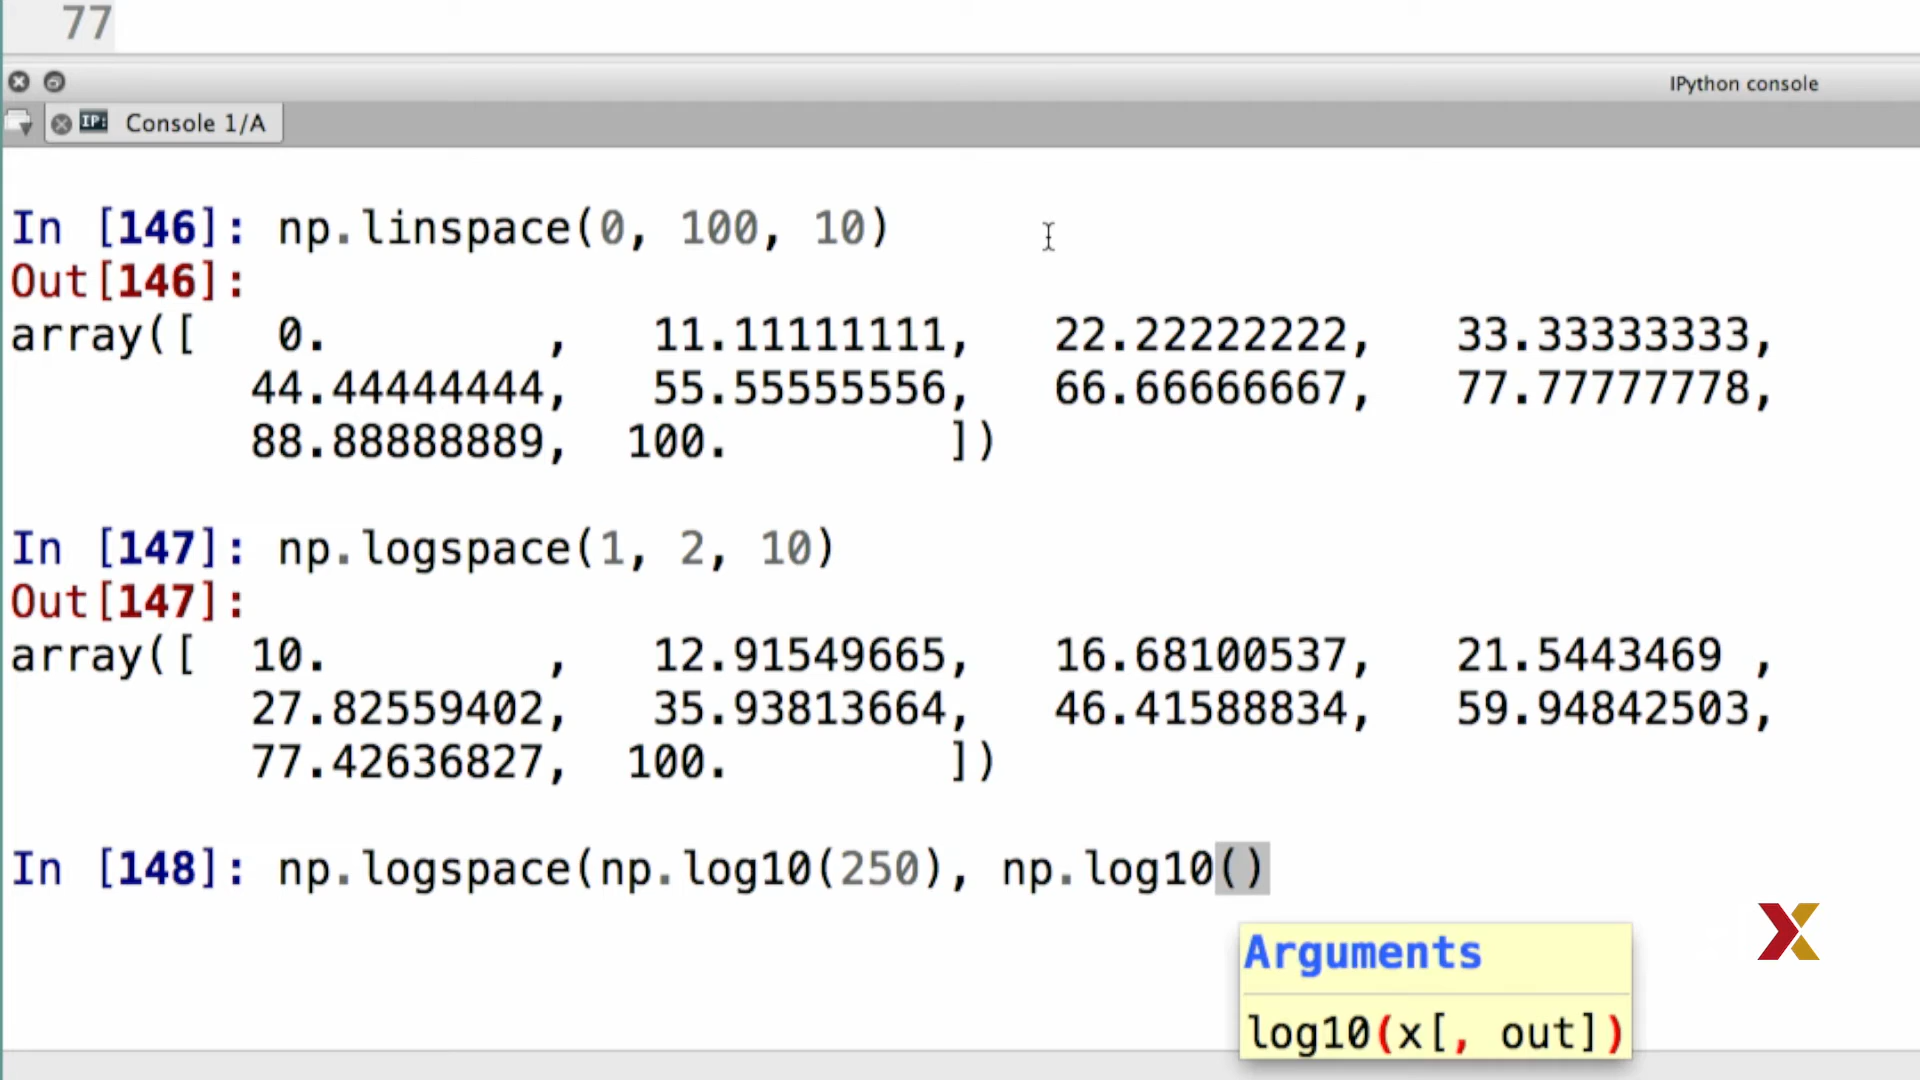 77
IPython console
IP: Console 1/A
In [146]: np.linspace(0, 100, 10)
Out[146]:
array([   0.        ,   11.11111111,   22.22222222,   33.33333333,
         44.44444444,   55.55555556,   66.66666667,   77.77777778,
         88.88888889,  100.        ])
In [147]: np.logspace(1, 2, 10)
Out[147]:
array([  10.        ,   12.91549665,   16.68100537,   21.5443469 ,
         27.82559402,   35.93813664,   46.41588834,   59.94842503,
         77.42636827,  100.        ])
In [148]: np.logspace(np.log10(250), np.log10()
Arguments
log10(x[, out])
X